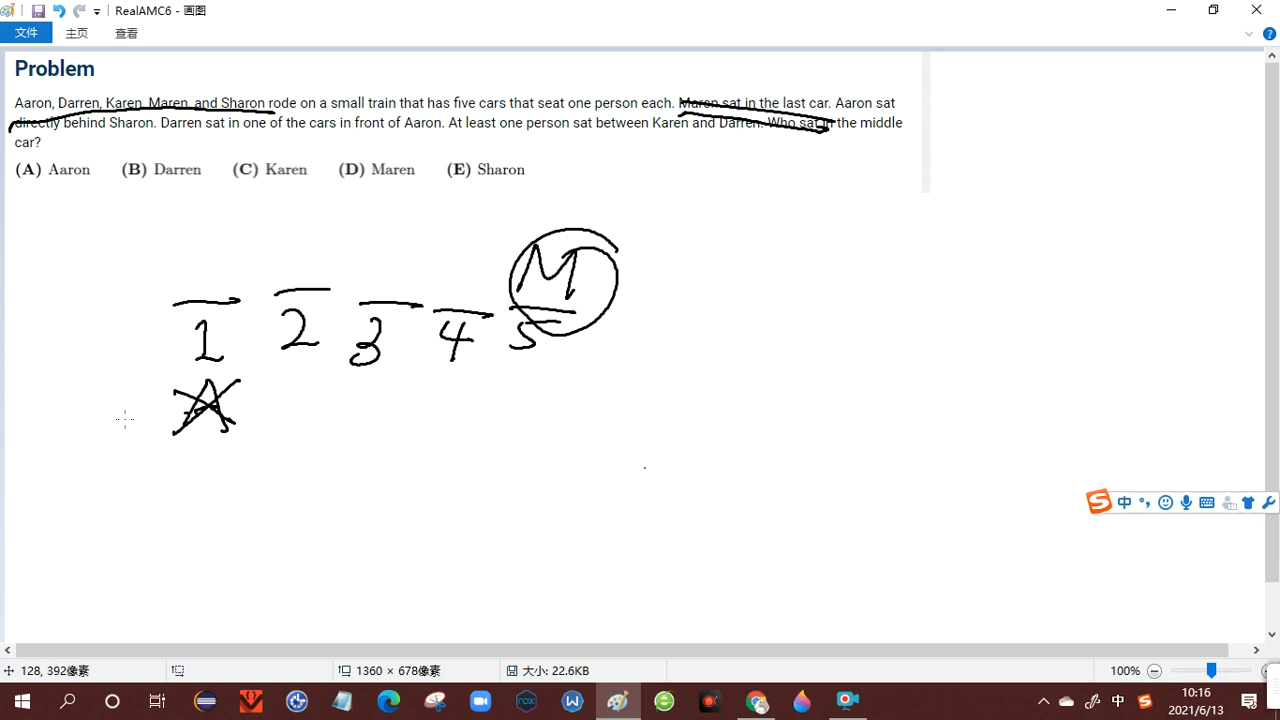 RealAMC6 - 画图
文件 主页 查看
Problem
Aaron, Darren, Karen, Maren, and Sharon rode on a small train that has five cars that seat one person each. Maren sat in the last car. Aaron sat
directly behind Sharon. Darren sat in one of the cars in front of Aaron. At least one person sat between Karen and Darren. Who sat in the middle
car?
(A) Aaron (B) Darren (C) Karen (D) Maren (E) Sharon
M
1 2 3 4 5
A
中
128, 392像素 1360 × 678像素 大小: 22.6KB 100%
nox
中
10:16
2021/6/13